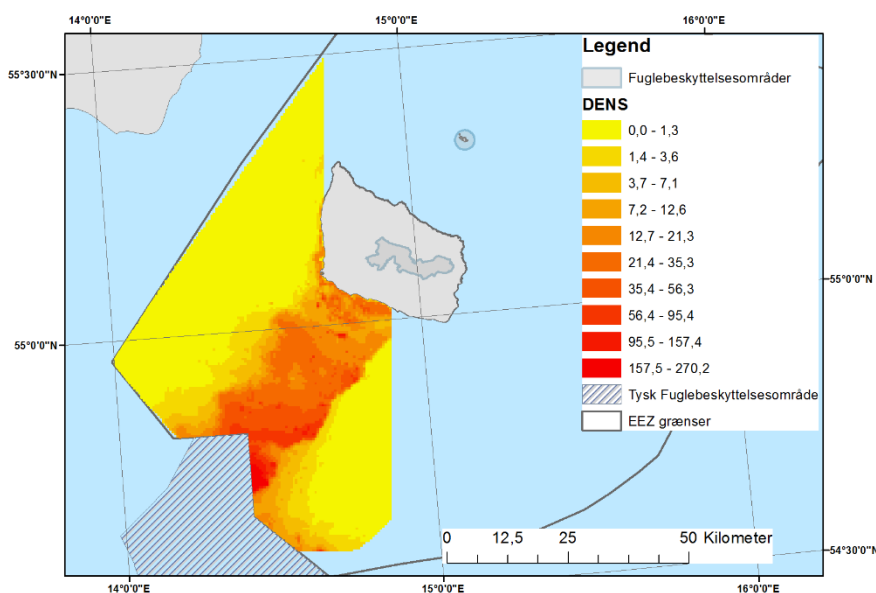 14°0'0"E
15°0'0"E
16°0'0"E
55°30'0"N
Legend
Fuglebeskyttelsesområder
DENS
0,0 - 1,3
1,4 - 3,6
3,7 - 7,1
7,2 - 12,6
12,7 - 21,3
21,4 - 35,3
35,4 - 56,3
56,4 - 95,4
95,5 - 157,4
157,5 - 270,2
Tysk Fuglebeskyttelsesområde
EEZ grænser
55°0'0"N
55°0'0"N
0 12,5 25 50 Kilometer
54°30'0"N
14°0'0"E
15°0'0"E
16°0'0"E